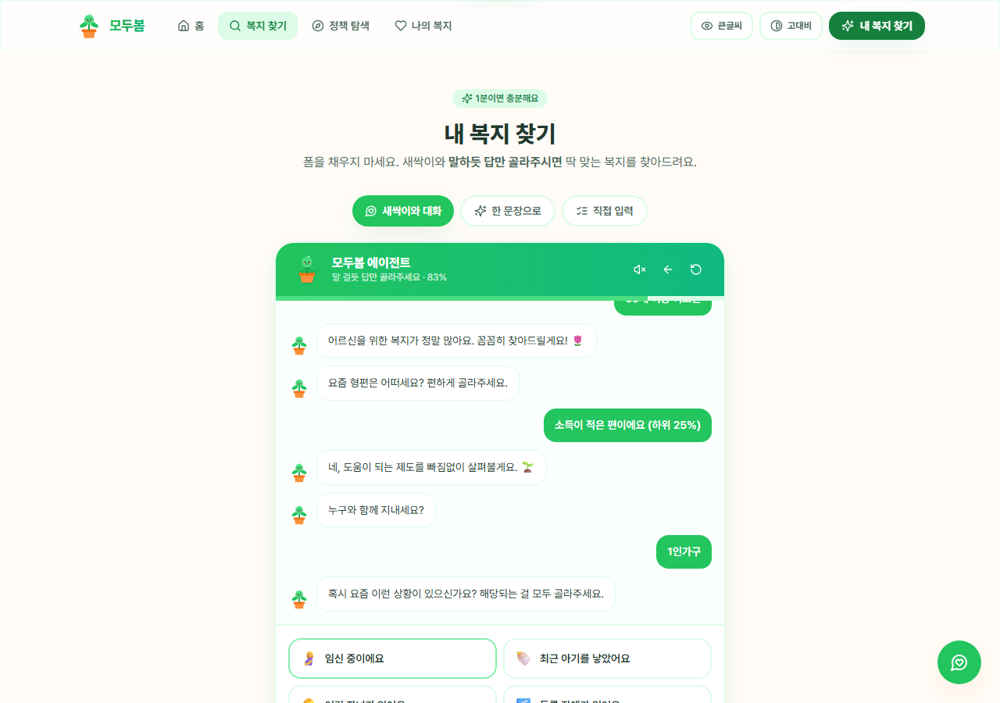 모두봄
홈
복지 찾기
정책 탐색
나의 복지
큰글씨
고대비
내 복지 찾기
1분이면 충분해요
내 복지 찾기
폼을 채우지 마세요. 새싹이와 말하듯 답만 골라주시면 딱 맞는 복지를 찾아드려요.
새싹이와 대화
한 문장으로
직접 입력
모두봄 에이전트
말 걸듯 답만 골라주세요 · 83%
어르신을 위한 복지가 정말 많아요. 꼼꼼히 찾아드릴게요! 🌷
요즘 형편은 어떠세요? 편하게 골라주세요.
소득이 적은 편이에요 (하위 25%)
네, 도움이 되는 제도를 빠짐없이 살펴볼게요. 🌱
누구와 함께 지내세요?
1인가구
혹시 요즘 이런 상황이 있으신가요? 해당되는 걸 모두 골라주세요.
임신 중이에요
최근 아기를 낳았어요